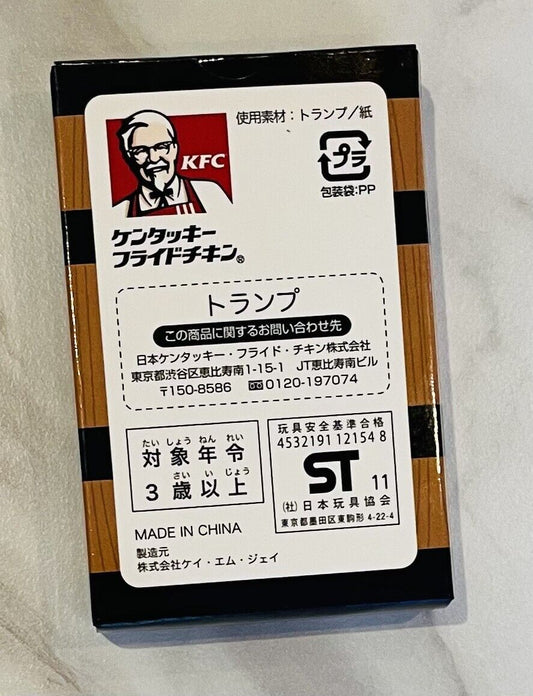 使用素材：トランプ／紙
KFC
プラ
包装袋:PP
ケンタッキー
フライドチキン®
トランプ
この商品に関するお問い合わせ先
日本ケンタッキー・フライド・チキン株式会社
東京都渋谷区恵比寿南1-15-1 JT恵比寿南ビル
〒150-8586 0120-197074
たいしょうねんれい
対象年令
さいいじょう
3歳以上
玩具安全基準合格
4532191 12154 8
ST 11
(社)日本玩具協会
東京都墨田区東駒形 4-22-4
MADE IN CHINA
製造元
株式会社ケイ・エム・ジェイ